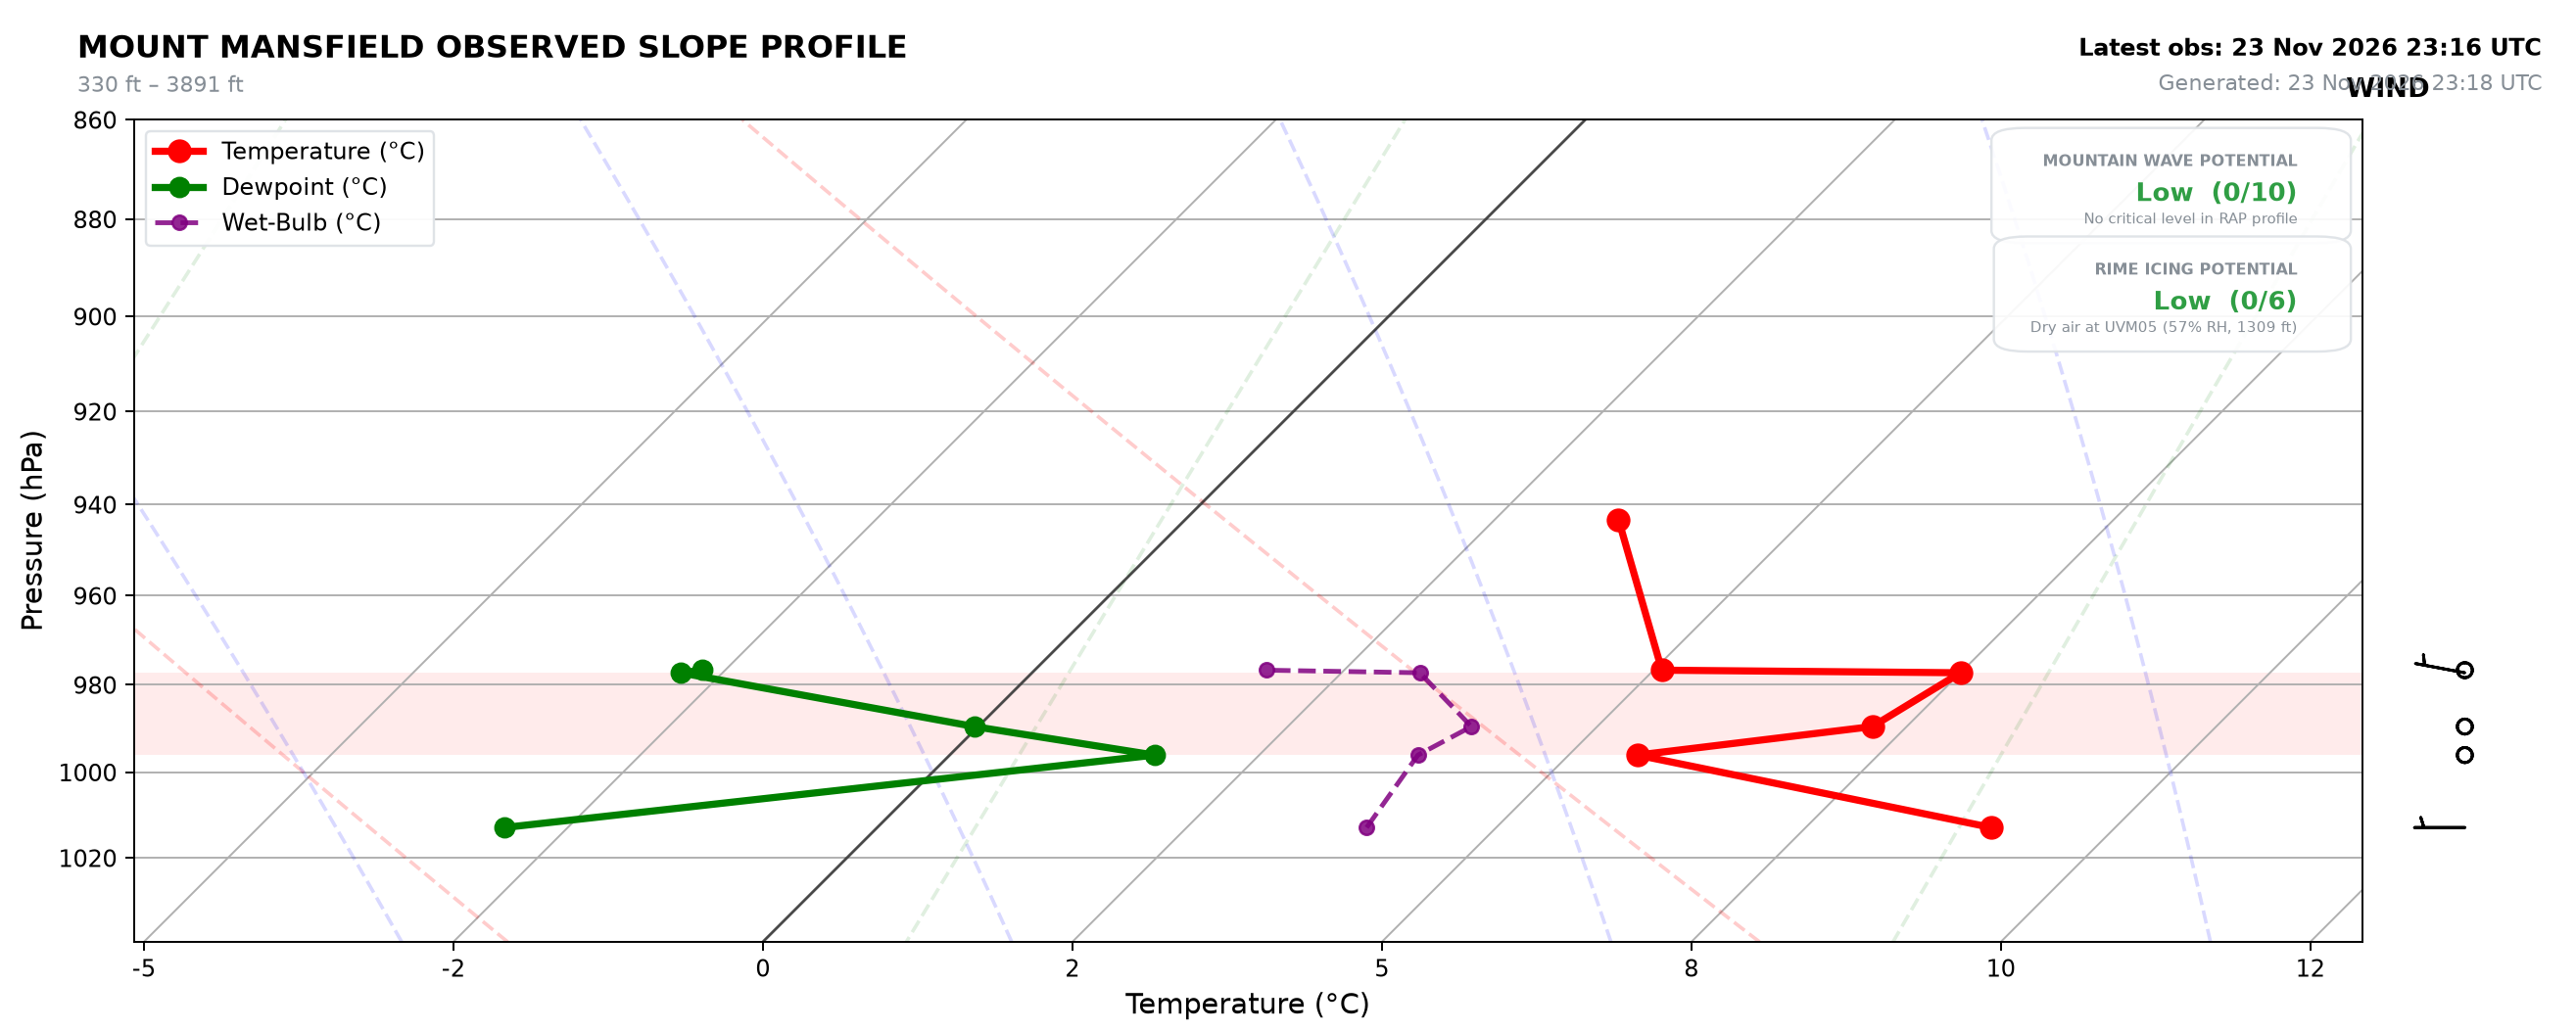 MOUNT MANSFIELD OBSERVED SLOPE PROFILE
330 ft – 3891 ft
Latest obs: 23 Nov 2026 23:16 UTC
Generated: 23 Nov 2026 23:18 UTC
WIND
Temperature (°C)
Dewpoint (°C)
Wet-Bulb (°C)
MOUNTAIN WAVE POTENTIAL
Low (0/10)
No critical level in RAP profile
RIME ICING POTENTIAL
Low (0/6)
Dry air at UVM05 (57% RH, 1309 ft)
Pressure (hPa)
860
880
900
920
940
960
980
1000
1020
-5 -2 0 2 5 8 10 12
Temperature (°C)